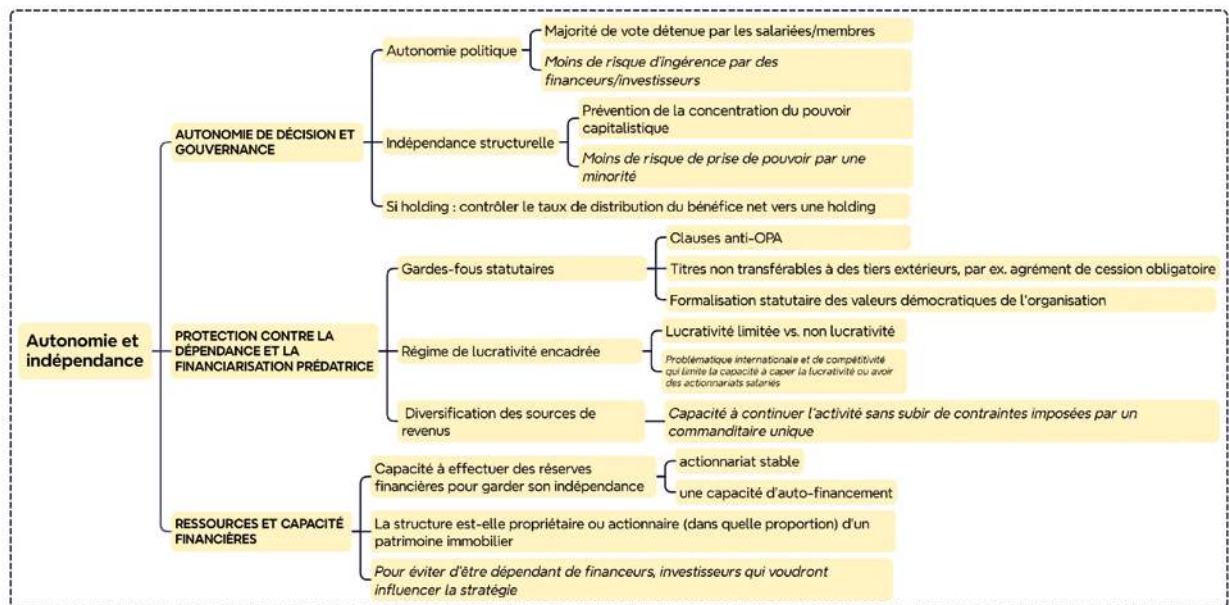 Autonomie et
indépendance
AUTONOMIE DE DÉCISION ET
GOUVERNANCE
Autonomie politique
Majorité de vote détenue par les salariées/membres
Moins de risque d'ingérence par des
financeurs/investisseurs
Indépendance structurelle
Prévention de la concentration du pouvoir
capitalistique
Moins de risque de prise de pouvoir par une
minorité
Si holding : contrôler le taux de distribution du bénéfice net vers une holding
PROTECTION CONTRE LA
DÉPENDANCE ET LA
FINANCIARISATION PRÉDATRICE
Gardes-fous statutaires
Clauses anti-OPA
Titres non transférables à des tiers extérieurs, par ex. agrément de cession obligatoire
Formalisation statutaire des valeurs démocratiques de l'organisation
Régime de lucrativité encadrée
Lucrativité limitée vs. non lucrativité
Problématique internationale et de compétitivité
qui limite la capacité à caper la lucrativité ou avoir
des actionnariats salariés
Diversification des sources de
revenus
Capacité à continuer l'activité sans subir de contraintes imposées par un
commanditaire unique
RESSOURCES ET CAPACITÉ
FINANCIÈRES
Capacité à effectuer des réserves
financières pour garder son indépendance
actionnariat stable
une capacité d'auto-financement
La structure est-elle propriétaire ou actionnaire (dans quelle proportion) d'un
patrimoine immobilier
Pour éviter d'être dépendant de financeurs, investisseurs qui voudront
influencer la stratégie